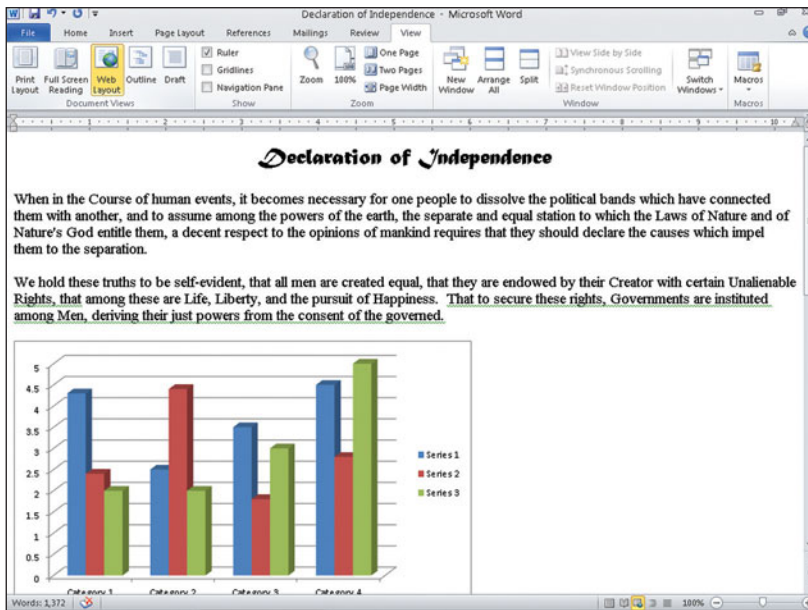 Declaration of Independence - Microsoft Word
File Home Insert Page Layout References Mailings Review View
Print Layout
Full Screen Reading
Web Layout
Outline
Draft
Document Views
Ruler
Gridlines
Navigation Pane
Show
Zoom
100%
One Page
Two Pages
Page Width
Zoom
New Window
Arrange All
Split
View Side by Side
Synchronous Scrolling
Reset Window Position
Window
Switch Windows
Macros
Macros
1 2 3 4 5 6 7 8 9 10
Declaration of Independence
When in the Course of human events, it becomes necessary for one people to dissolve the political bands which have connected
them with another, and to assume among the powers of the earth, the separate and equal station to which the Laws of Nature and of
Nature's God entitle them, a decent respect to the opinions of mankind requires that they should declare the causes which impel
them to the separation.
We hold these truths to be self-evident, that all men are created equal, that they are endowed by their Creator with certain Unalienable
Rights, that among these are Life, Liberty, and the pursuit of Happiness. That to secure these rights, Governments are instituted
among Men, deriving their just powers from the consent of the governed.
5
4.5
4
3.5
3
2.5
2
1.5
1
0.5
0
Series 1
Series 2
Series 3
Category 1 Category 2 Category 3 Category 4
Words: 1,372
100%